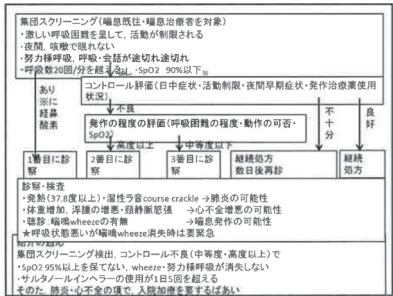 集団スクリーニング(喘息既往・喘息治療者を対象)
・激しい呼吸困難を呈して、活動が制限される
・夜間、咳嗽で眠れない
・努力様呼吸、呼吸・会話が途切れ途切れ
・呼吸数20回/分を越える、・SpO2 90%以下
あり
※に
経鼻
酸素
コントロール評価(日中症状・活動制限・夜間早期症状・発作治療薬使用
状況)
不良
不十分
良好
発作の程度の評価(呼吸困難の程度・動作の可否・
SpO2)
高度以上
中等度以下
1番目に診
察
2番目に診
察
3番目に診
察
継続処方
数日後再診
継続
処方
診察・検査
・発熱(37.8度以上)・湿性ラ音course crackle →肺炎の可能性
・体重増加、浮腫の増悪・頚静脈怒張 →心不全増悪の可能性
・聴診:喘鳴wheezeの有無 →喘息発作の可能性
★呼吸状態悪いが喘鳴wheeze消失時は要緊急
集団スクリーニング検出、コントロール不良(中等度・高度以上)で
・SpO2 95%以上を保てない、wheeze・努力様呼吸が消失しない
・サルタノールインヘラーの使用が1日5回を超える
そのた、肺炎・心不全の項で、入院加療を要するばあい